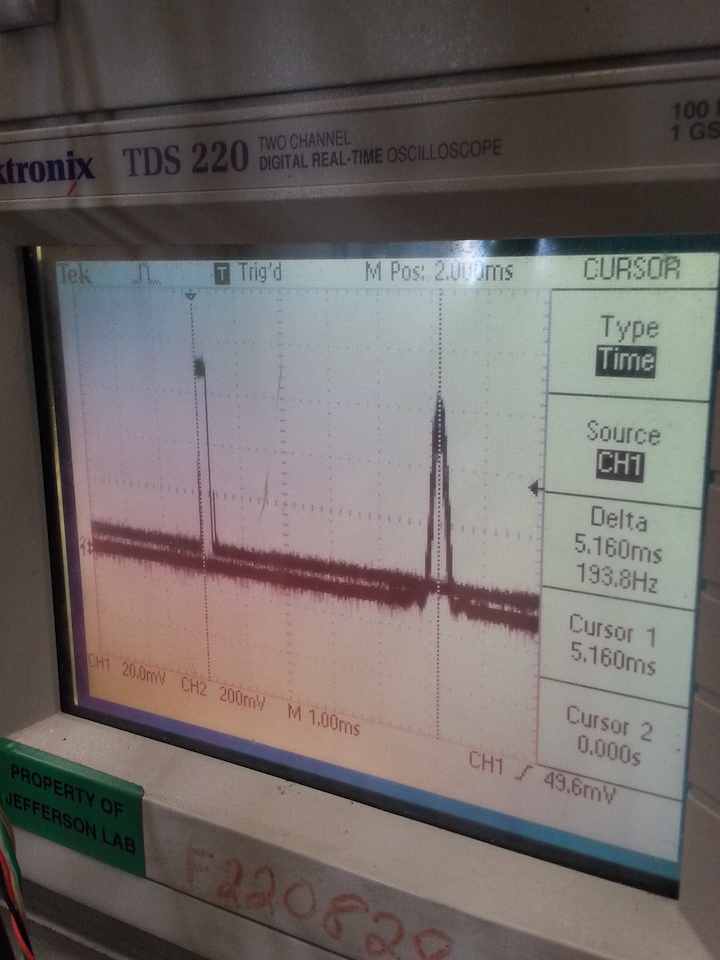 ktronix TDS 220 TWO CHANNEL
DIGITAL REAL-TIME OSCILLOSCOPE
100
1 GS
Tek T Trig'd M Pos: 2.000ms CURSOR
Type
Time
Source
CH1
Delta
5.160ms
193.8Hz
Cursor 1
5.160ms
Cursor 2
0.000s
CH1 20.0mV CH2 200mV M 1.00ms CH1 49.6mV
PROPERTY OF
JEFFERSON LAB
F220829